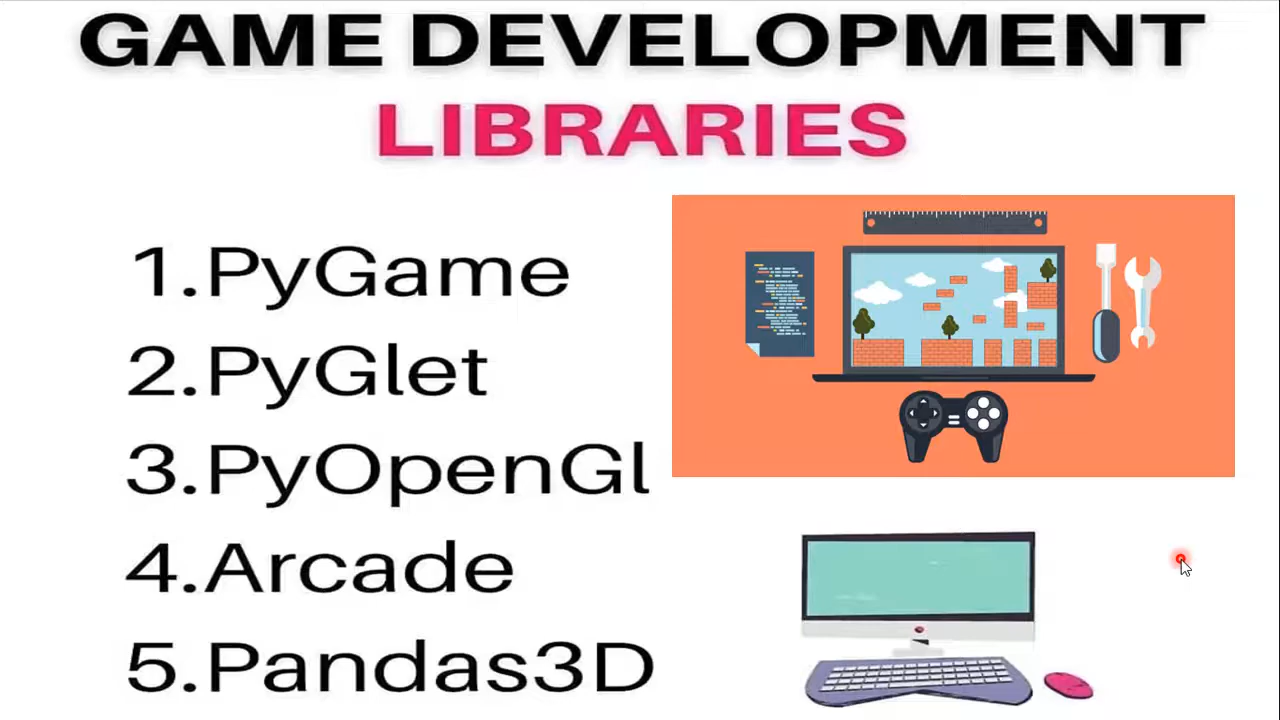 GAME DEVELOPMENT
LIBRARIES
1.PyGame
2.PyGlet
3.PyOpenGl
4.Arcade
5.Pandas3D